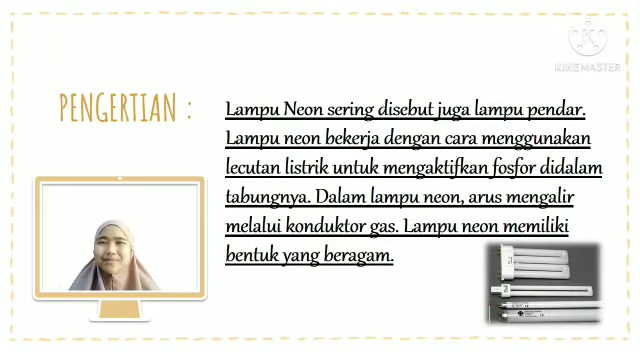 KINEMASTER
PENGERTIAN :
Lampu Neon sering disebut juga lampu pendar.
Lampu neon bekerja dengan cara menggunakan
lecutan listrik untuk mengaktifkan fosfor didalam
tabungnya. Dalam lampu neon, arus mengalir
melalui konduktor gas. Lampu neon memiliki
bentuk yang beragam.